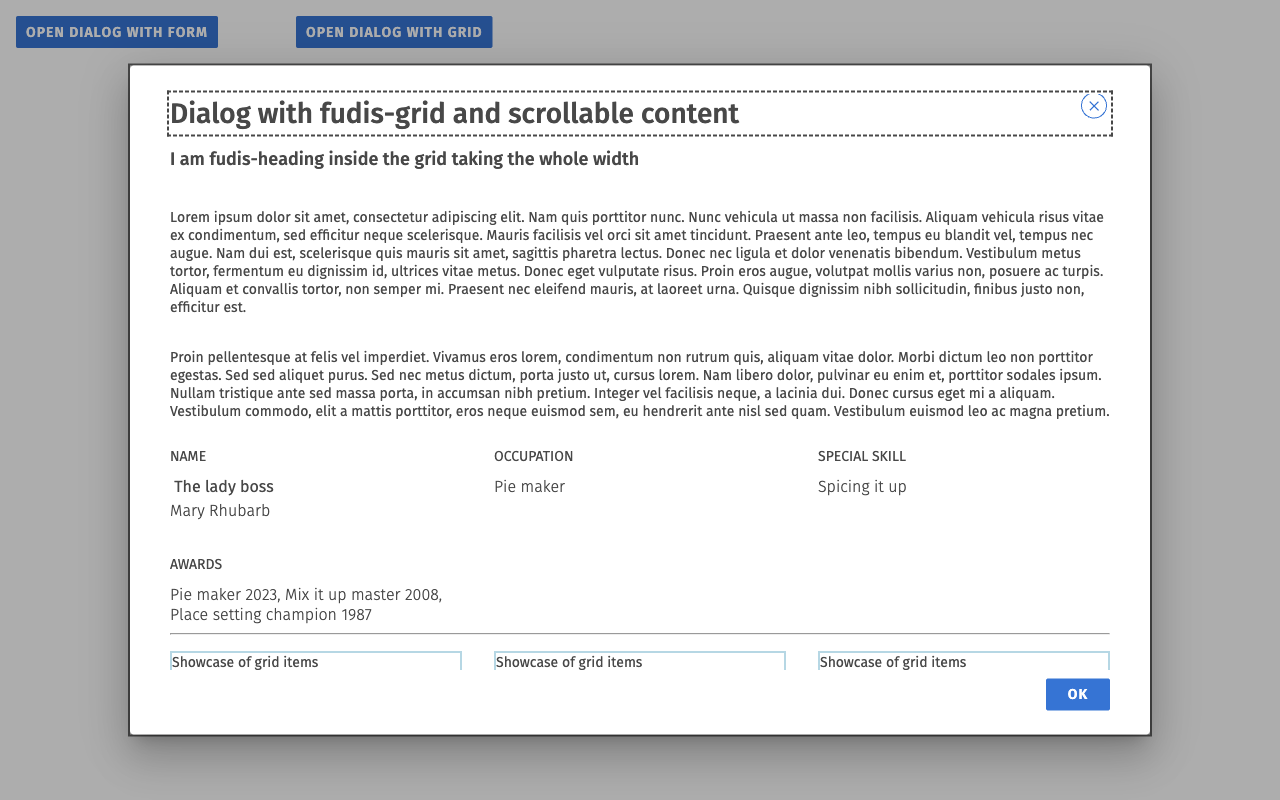 OPEN DIALOG WITH FORM
OPEN DIALOG WITH GRID
Dialog with fudis-grid and scrollable content
I am fudis-heading inside the grid taking the whole width
Lorem ipsum dolor sit amet, consectetur adipiscing elit. Nam quis porttitor nunc. Nunc vehicula ut massa non facilisis. Aliquam vehicula risus vitae
ex condimentum, sed efficitur neque scelerisque. Mauris facilisis vel orci sit amet tincidunt. Praesent ante leo, tempus eu blandit vel, tempus nec
augue. Nam dui est, scelerisque quis mauris sit amet, sagittis pharetra lectus. Donec nec ligula et dolor venenatis bibendum. Vestibulum metus
tortor, fermentum eu dignissim id, ultrices vitae metus. Donec eget vulputate risus. Proin eros augue, volutpat mollis varius non, posuere ac turpis.
Aliquam et convallis tortor, non semper mi. Praesent nec eleifend mauris, at laoreet urna. Quisque dignissim nibh sollicitudin, finibus justo non,
efficitur est.
Proin pellentesque at felis vel imperdiet. Vivamus eros lorem, condimentum non rutrum quis, aliquam vitae dolor. Morbi dictum leo non porttitor
egestas. Sed sed aliquet purus. Sed nec metus dictum, porta justo ut, cursus lorem. Nam libero dolor, pulvinar eu enim et, porttitor sodales ipsum.
Nullam tristique ante sed massa porta, in accumsan nibh pretium. Integer vel facilisis neque, a lacinia dui. Donec cursus eget mi a aliquam.
Vestibulum commodo, elit a mattis porttitor, eros neque euismod sem, eu hendrerit ante nisl sed quam. Vestibulum euismod leo ac magna pretium.
NAME
The lady boss
Mary Rhubarb
OCCUPATION
Pie maker
SPECIAL SKILL
Spicing it up
AWARDS
Pie maker 2023, Mix it up master 2008,
Place setting champion 1987
Showcase of grid items
Showcase of grid items
Showcase of grid items
OK